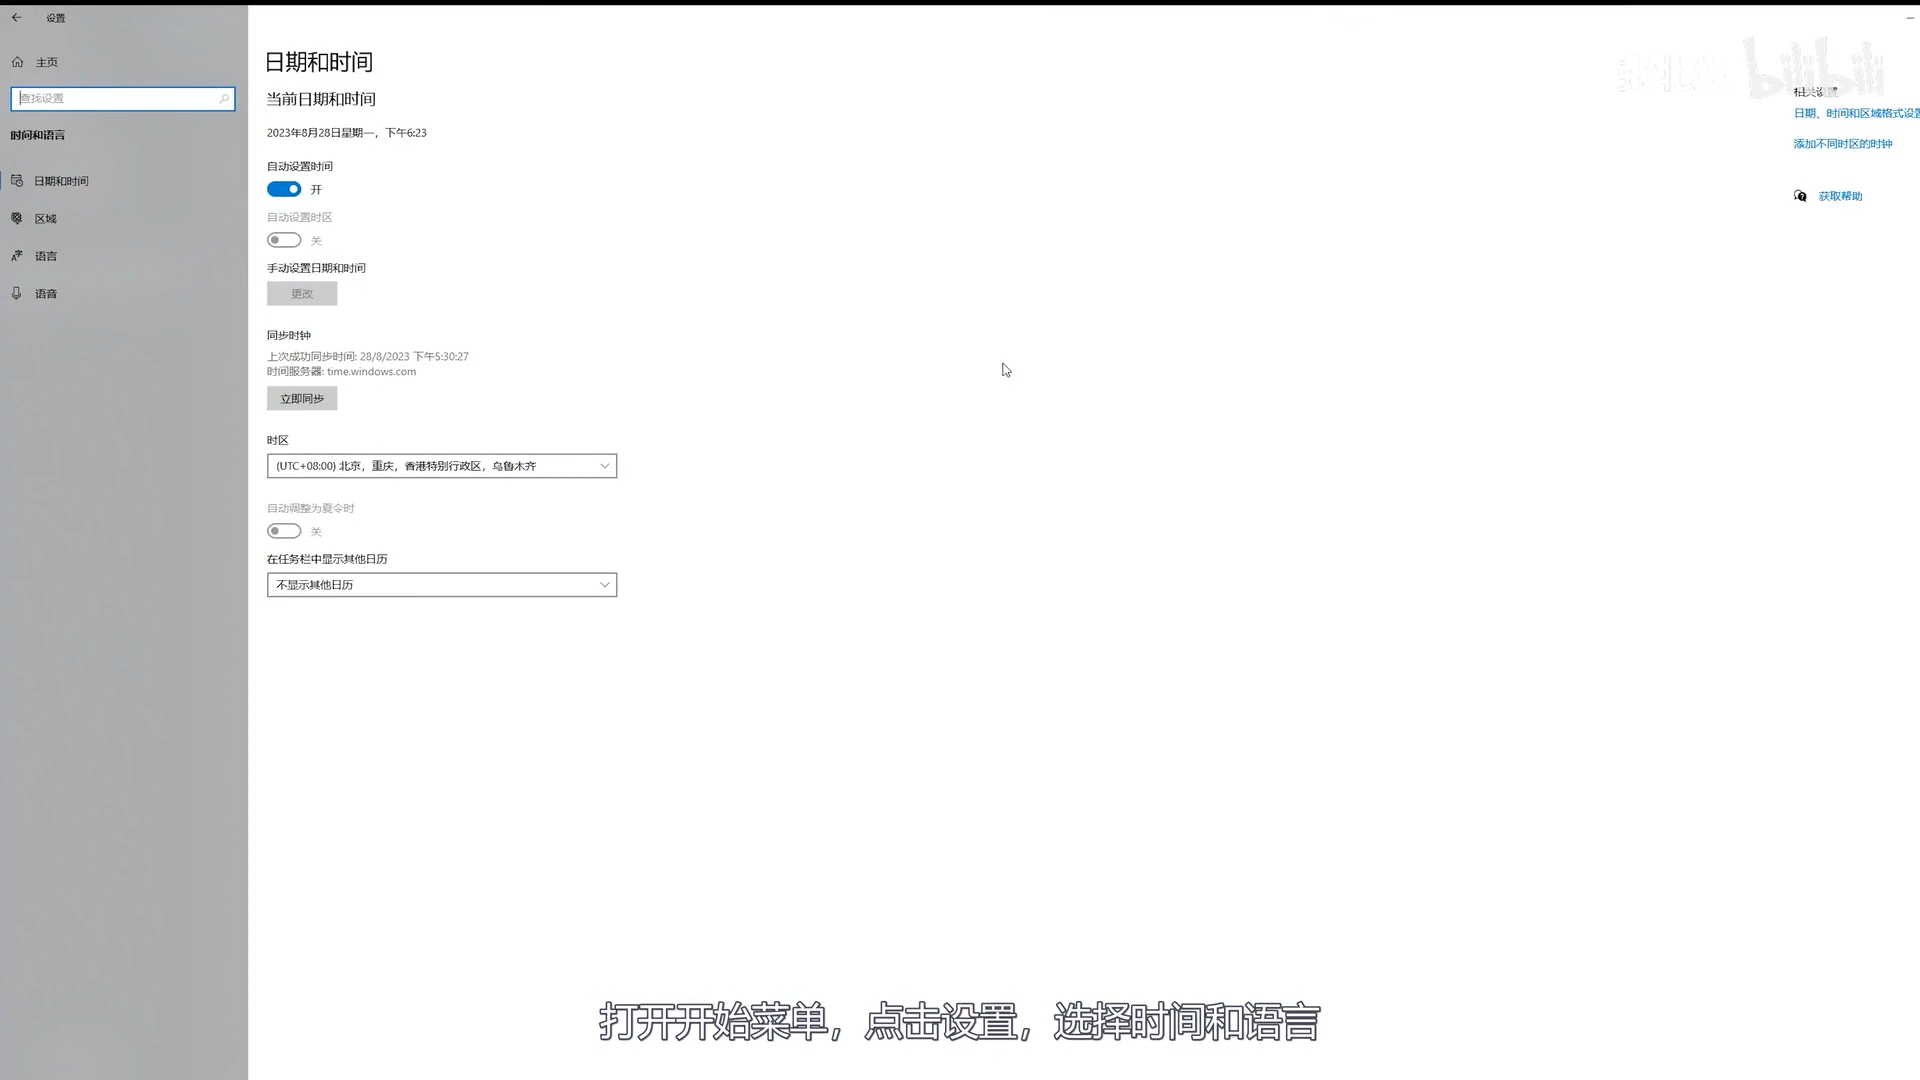 设置
主页
查找设置
时间和语言
日期和时间
区域
语言
语音
日期和时间
当前日期和时间
2023年8月28日星期一，下午6:23
自动设置时间
开
自动设置时区
关
手动设置日期和时间
更改
同步时钟
上次成功同步时间: 28/8/2023 下午5:30:27
时间服务器: time.windows.com
立即同步
时区
(UTC+08:00) 北京，重庆，香港特别行政区，乌鲁木齐
自动调整为夏令时
关
在任务栏中显示其他日历
不显示其他日历
bilibili
相关设置
日期、时间和区域格式设置
添加不同时区的时钟
获取帮助
打开开始菜单，点击设置，选择时间和语言